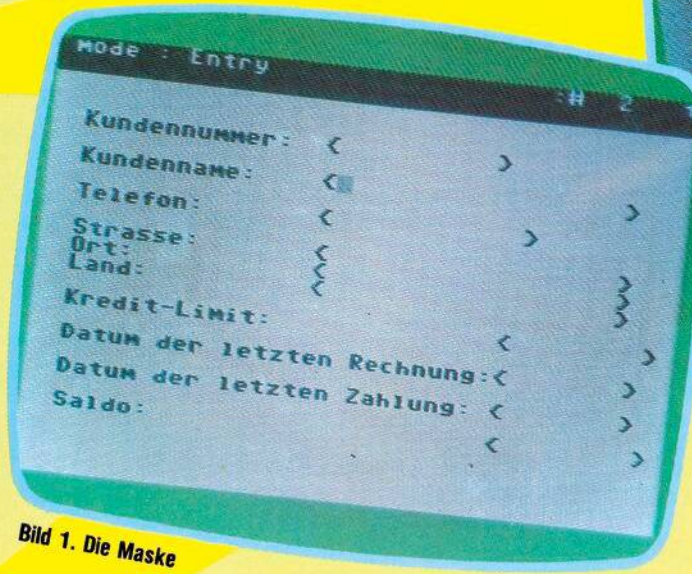 Mode : Entry :# 2
Kundennummer: < >
Kundenname: < >
Telefon: < >
Strasse: < >
Ort: < >
Land: < >
Kredit-Limit: < >
Datum der letzten Rechnung:< >
Datum der letzten Zahlung: < >
Saldo: < >
Bild 1. Die Maske